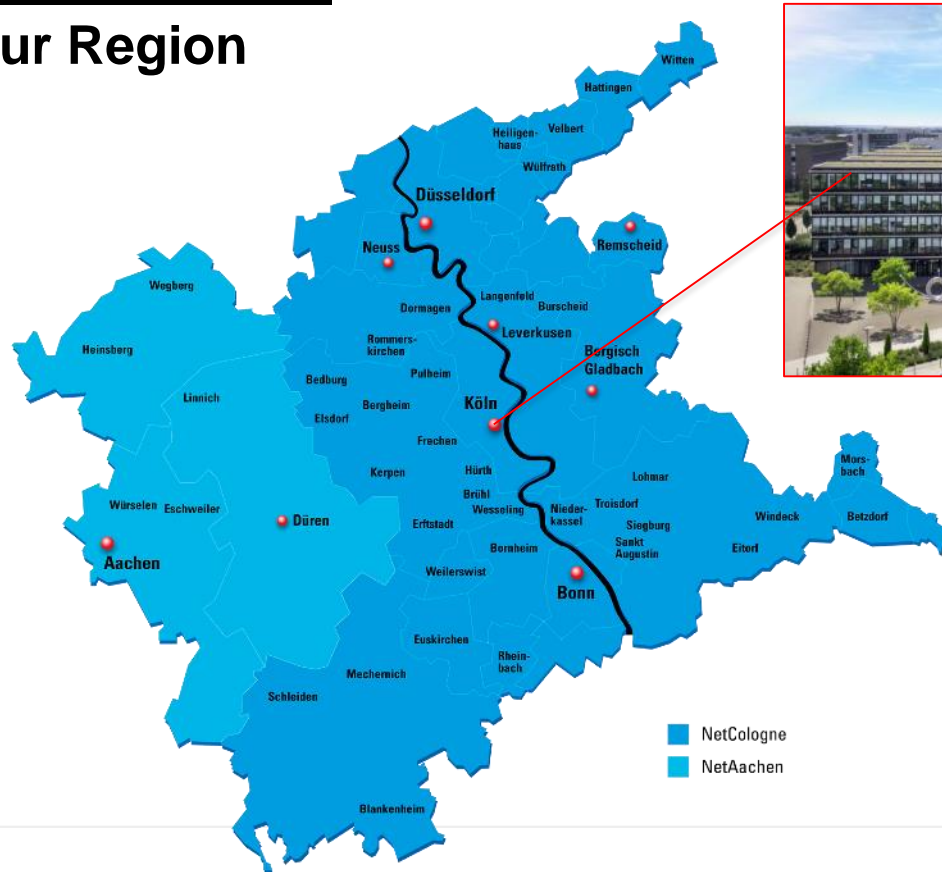 ur Region
Witten
Hattingen
Heiligen-
haus
Velbert
Wülfrath
Düsseldorf
Neuss
Remscheid
Wegberg
Langenfeld
Burscheid
Dormagen
Leverkusen
Heinsberg
Rommers-
kirchen
Bergisch
Gladbach
Pulheim
Bedburg
Linnich
Bergheim
Köln
Elsdorf
Frechen
Kerpen
Hürth
Lohmar
Mors-
bach
Brühl
Wesseling
Nieder-
kassel
Troisdorf
Würselen
Eschweiler
Düren
Erftstadt
Siegburg
Windeck
Betzdorf
Sankt
Augustin
Bornheim
Eitorf
Aachen
Weilerswist
Bonn
Euskirchen
Rhein-
bach
Mechernich
Schleiden
NetCologne
NetAachen
Blankenheim